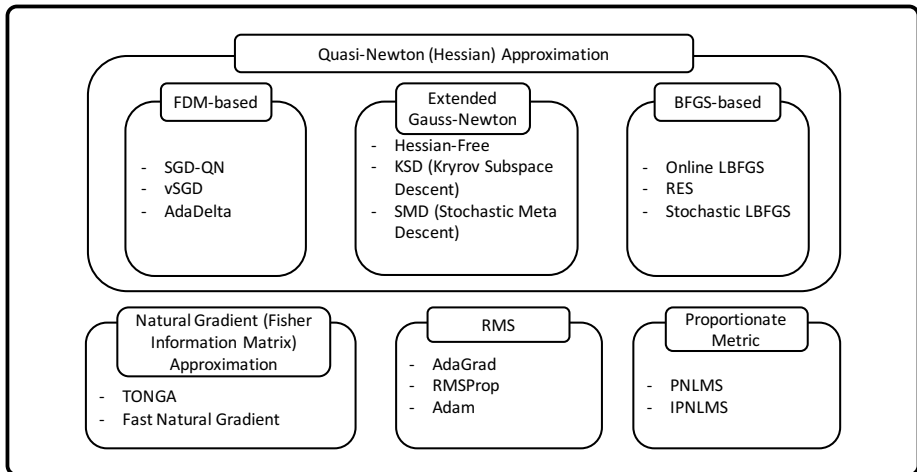 Quasi-Newton (Hessian) Approximation
FDM-based
- SGD-QN
- vSGD
- AdaDelta
Extended
Gauss-Newton
- Hessian-Free
- KSD (Kryrov Subspace
Descent)
- SMD (Stochastic Meta
Descent)
BFGS-based
- Online LBFGS
- RES
- Stochastic LBFGS
Natural Gradient (Fisher
Information Matrix)
Approximation
- TONGA
- Fast Natural Gradient
RMS
- AdaGrad
- RMSProp
- Adam
Proportionate
Metric
- PNLMS
- IPNLMS